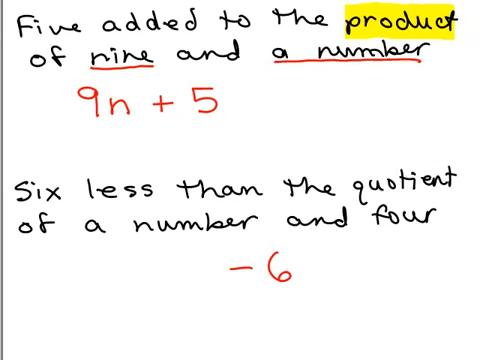 Five added to the product
of nine and a number
9n + 5
Six less than the quotient
of a number and four
- 6